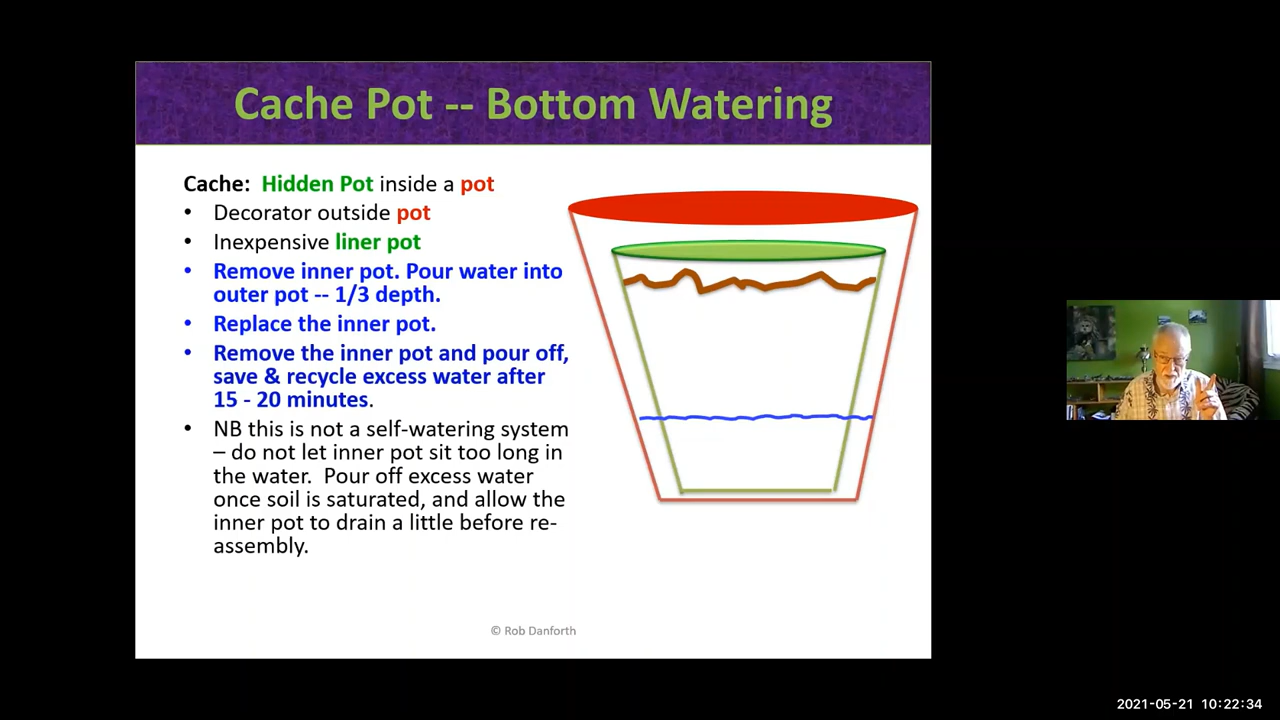 Cache Pot -- Bottom Watering
Cache: Hidden Pot inside a pot
• Decorator outside pot
• Inexpensive liner pot
• Remove inner pot. Pour water into
outer pot -- 1/3 depth.
• Replace the inner pot.
• Remove the inner pot and pour off,
save & recycle excess water after
15 - 20 minutes.
• NB this is not a self-watering system
– do not let inner pot sit too long in
the water. Pour off excess water
once soil is saturated, and allow the
inner pot to drain a little before re-
assembly.
© Rob Danforth
2021-05-21 10:22:34